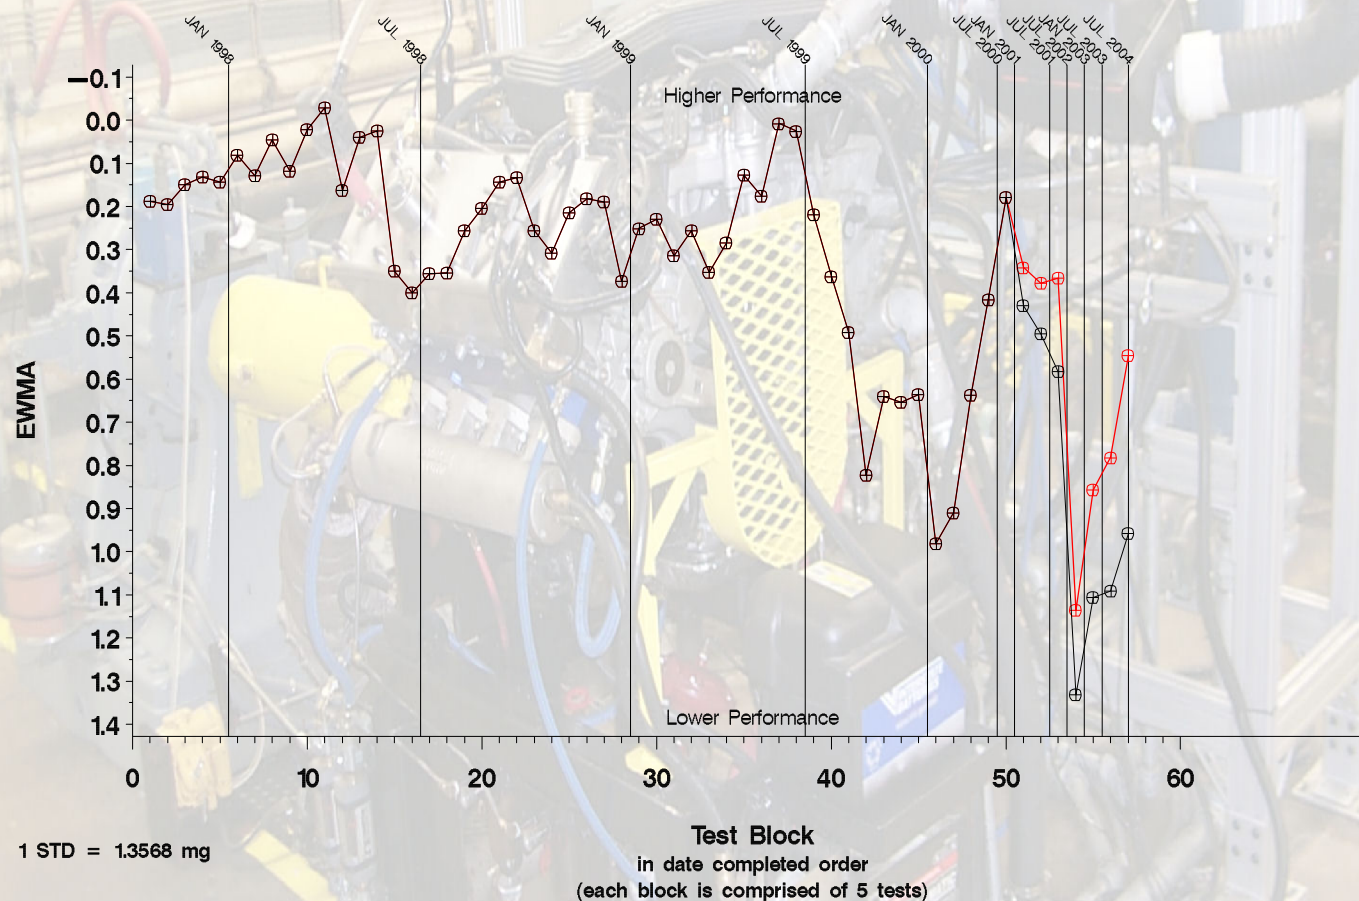 JAN 1998
JUL 1998
JAN 1999
JUL 1999
JAN 2000
JUL 2000
JAN 2001
JUL 2001
JUL 2002
JAN 2003
JUL 2003
JUL 2004
Higher Performance
−0.1
0.0
0.1
0.2
0.3
0.4
0.5
0.6
0.7
0.8
0.9
1.0
1.1
1.2
1.3
1.4
EWMA
Lower Performance
0 10 20 30 40 50 60
Test Block
in date completed order
(each block is comprised of 5 tests)
1 STD = 1.3568 mg